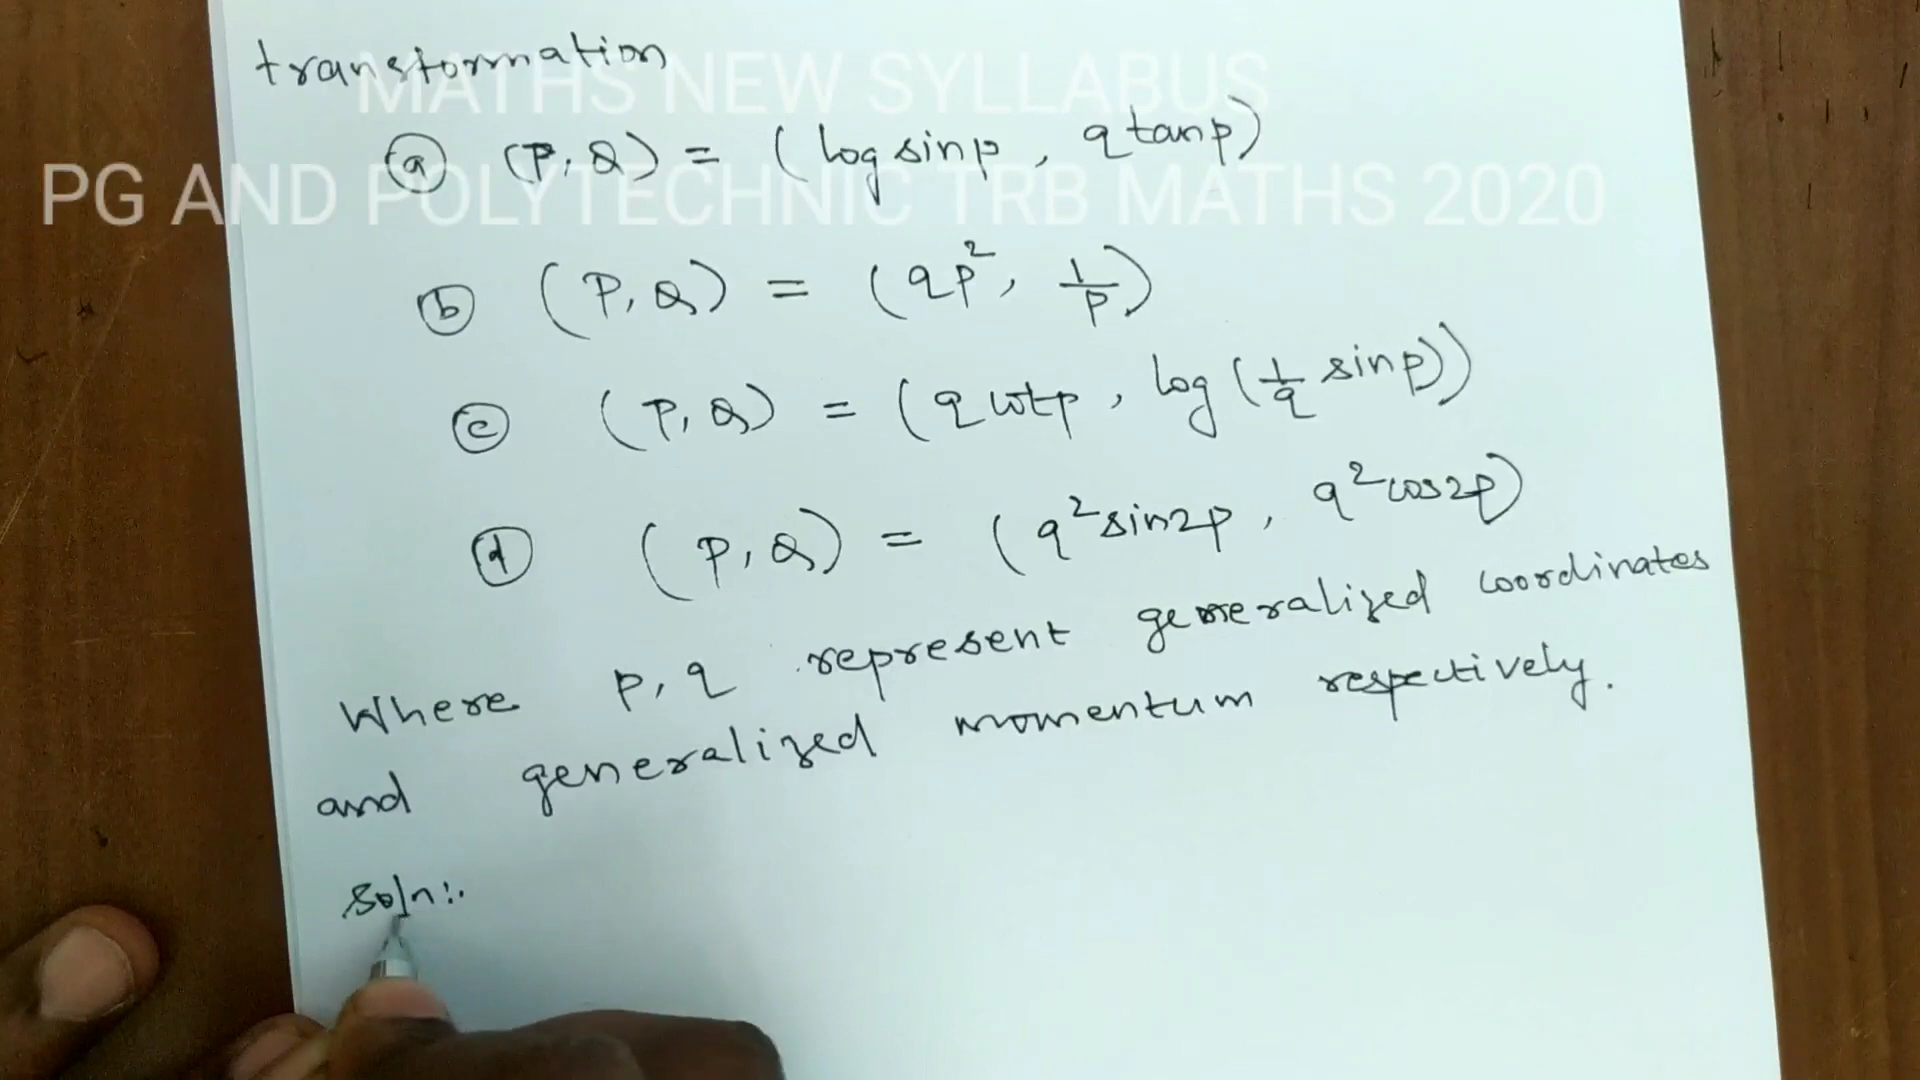 transformation
MATHS NEW SYLLABUS
ⓐ (P, Q) = (log sin p, q tan p)
PG AND POLYTECHNIC TRB MATHS 2020
ⓑ (P, Q) = (qp², 1/p)
ⓒ (P, Q) = (q cot p, log(1/q sin p))
ⓓ (P, Q) = (q² sin 2p, q² cos 2p)
Where p, q represent generalized coordinates
and generalized momentum respectively.
Soln:.